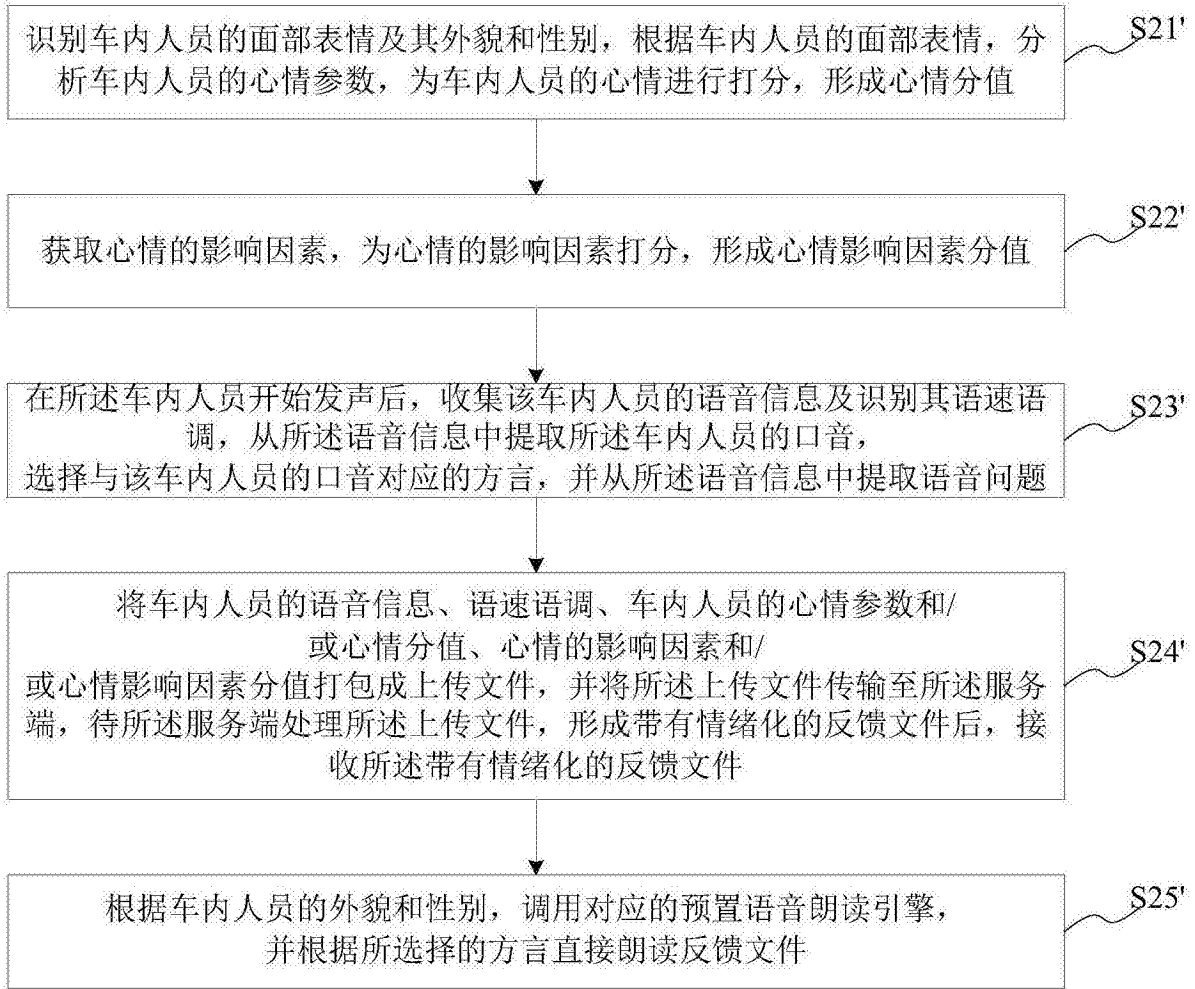 识别车内人员的面部表情及其外貌和性别，根据车内人员的面部表情，分
析车内人员的心情参数，为车内人员的心情进行打分，形成心情分值
S21'
获取心情的影响因素，为心情的影响因素打分，形成心情影响因素分值
S22'
在所述车内人员开始发声后，收集该车内人员的语音信息及识别其语速语
调，从所述语音信息中提取所述车内人员的口音，
选择与该车内人员的口音对应的方言，并从所述语音信息中提取语音问题
S23'
将车内人员的语音信息、语速语调、车内人员的心情参数和/
或心情分值、心情的影响因素和/
或心情影响因素分值打包成上传文件，并将所述上传文件传输至所述服务
端，待所述服务端处理所述上传文件，形成带有情绪化的反馈文件后，接
收所述带有情绪化的反馈文件
S24'
根据车内人员的外貌和性别，调用对应的预置语音朗读引擎，
并根据所选择的方言直接朗读反馈文件
S25'